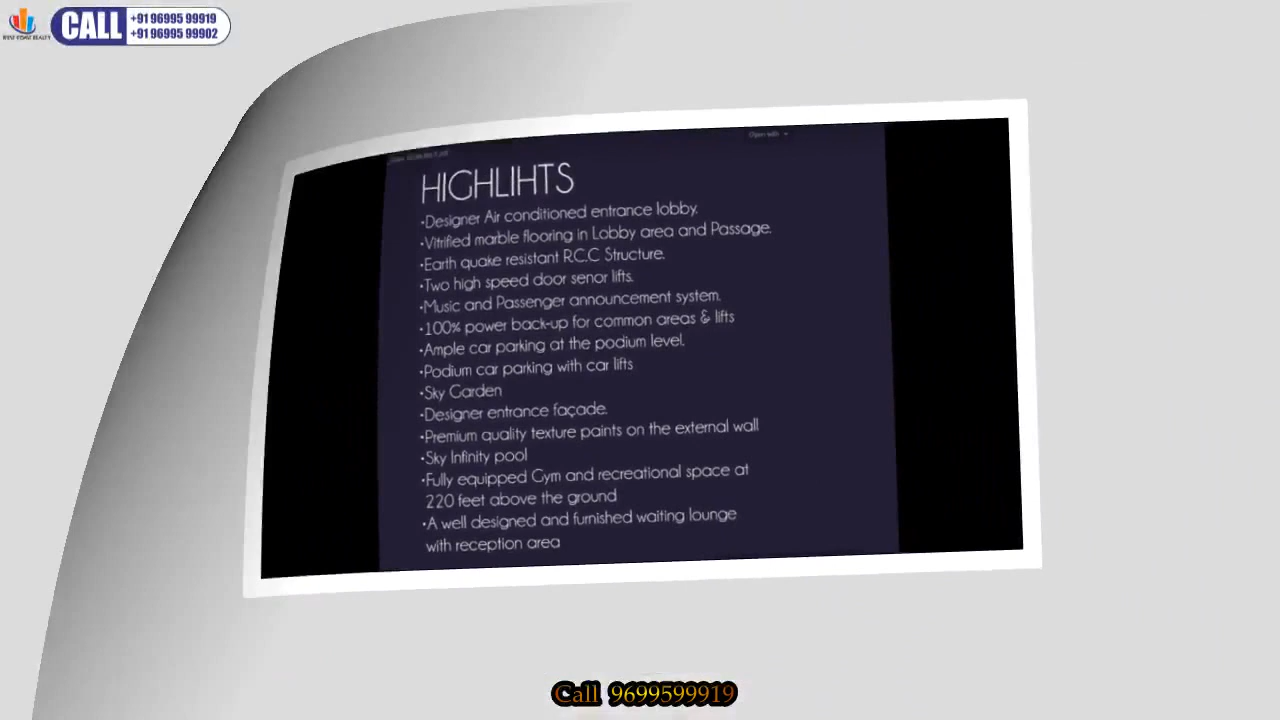 WEST COAST REALTY
CALL
+91 96995 99919
+91 96995 99902
Open with
HIGHLIHTS
•Designer Air conditioned entrance lobby.
•Vitrified marble flooring in Lobby area and Passage.
•Earth quake resistant R.C.C Structure.
•Two high speed door senor lifts.
•Music and Passenger announcement system.
•100% power back-up for common areas & lifts
•Ample car parking at the podium level.
•Podium car parking with car lifts
•Sky Garden
•Designer entrance façade.
•Premium quality texture paints on the external wall
•Sky Infinity pool
•Fully equipped Gym and recreational space at
220 feet above the ground
•A well designed and furnished waiting lounge
with reception area
Call 9699599919